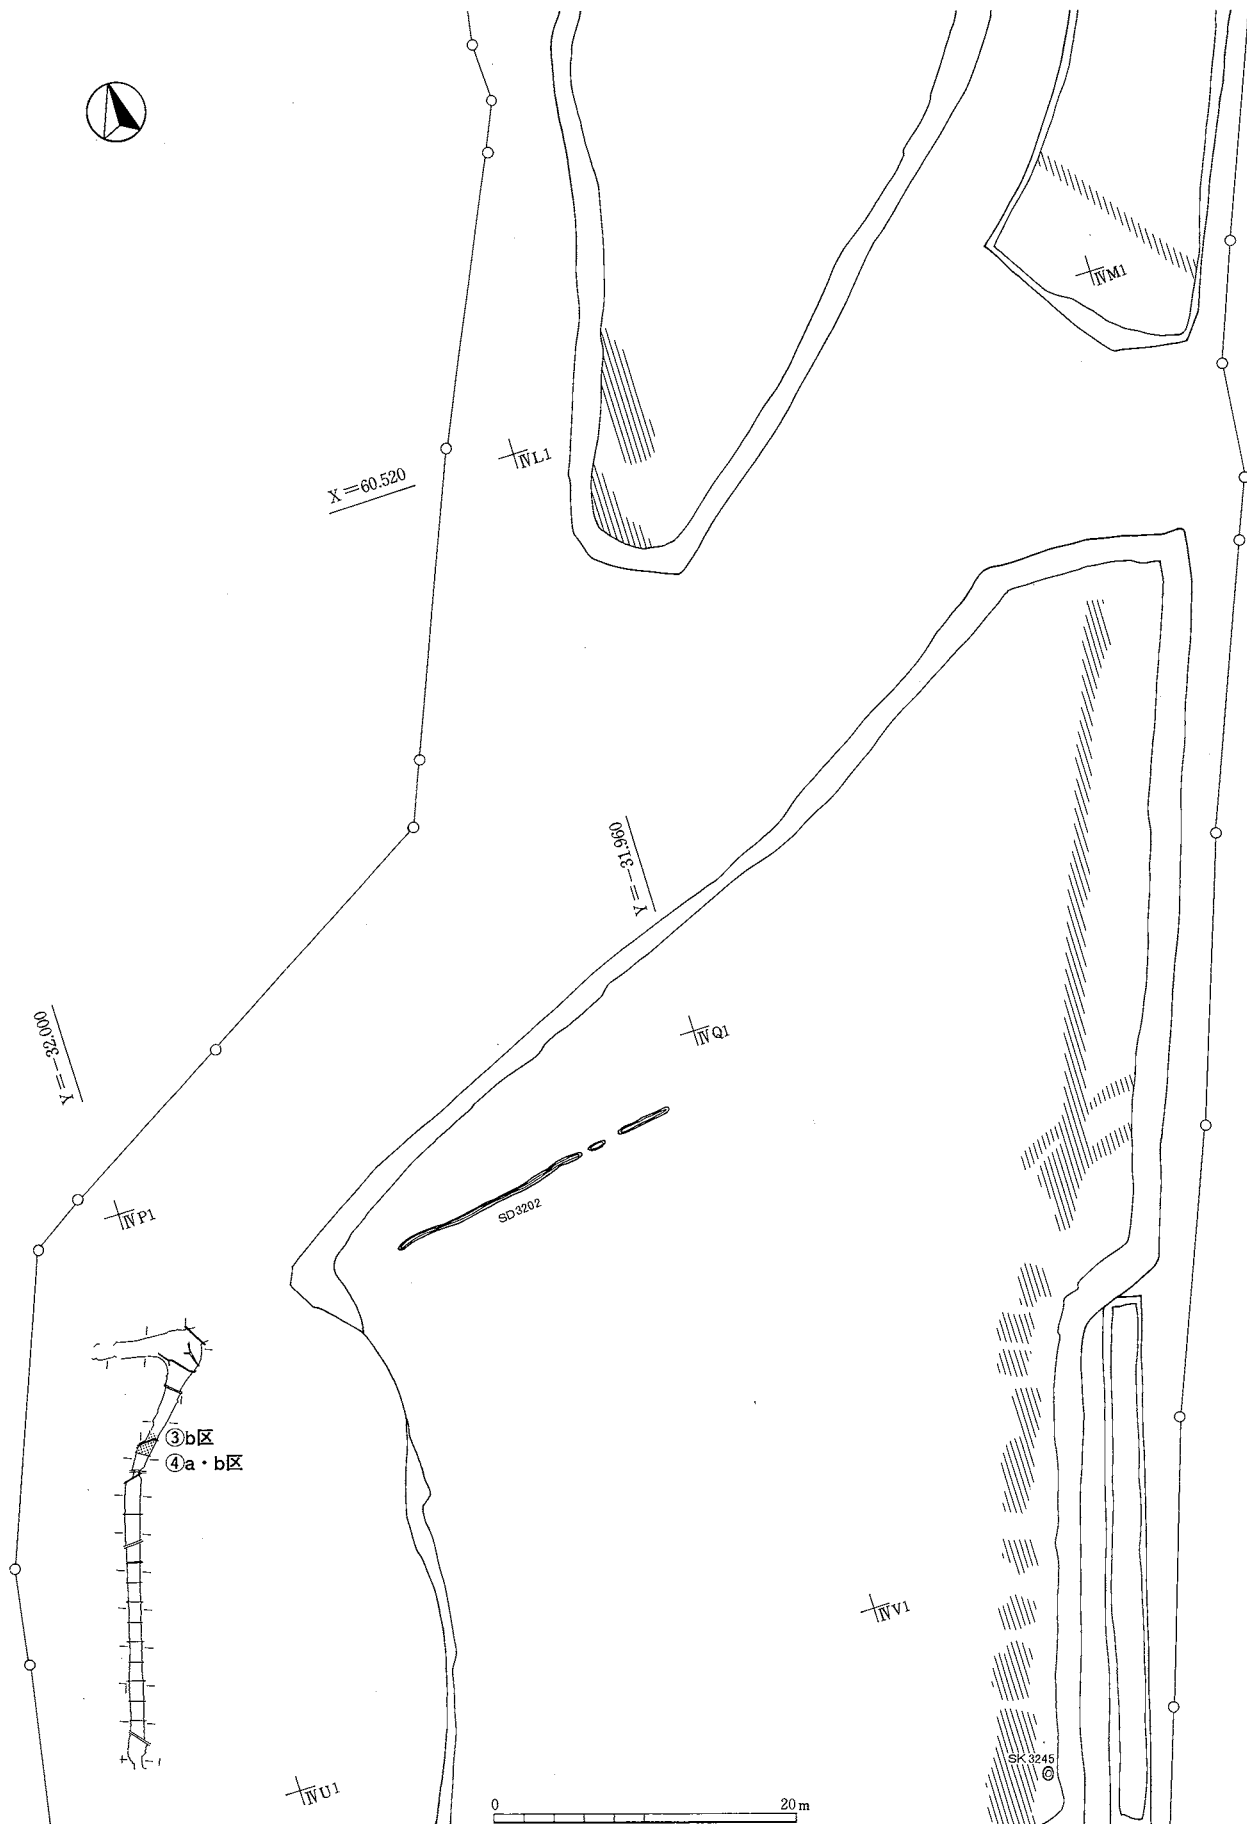 ⅣM1
ⅣL1
X=60.520
Y=-31.960
Y=-32.000
ⅣQ1
SD3202
ⅣP1
③b区
④a・b区
ⅣV1
SK3245
ⅣU1
0 20m